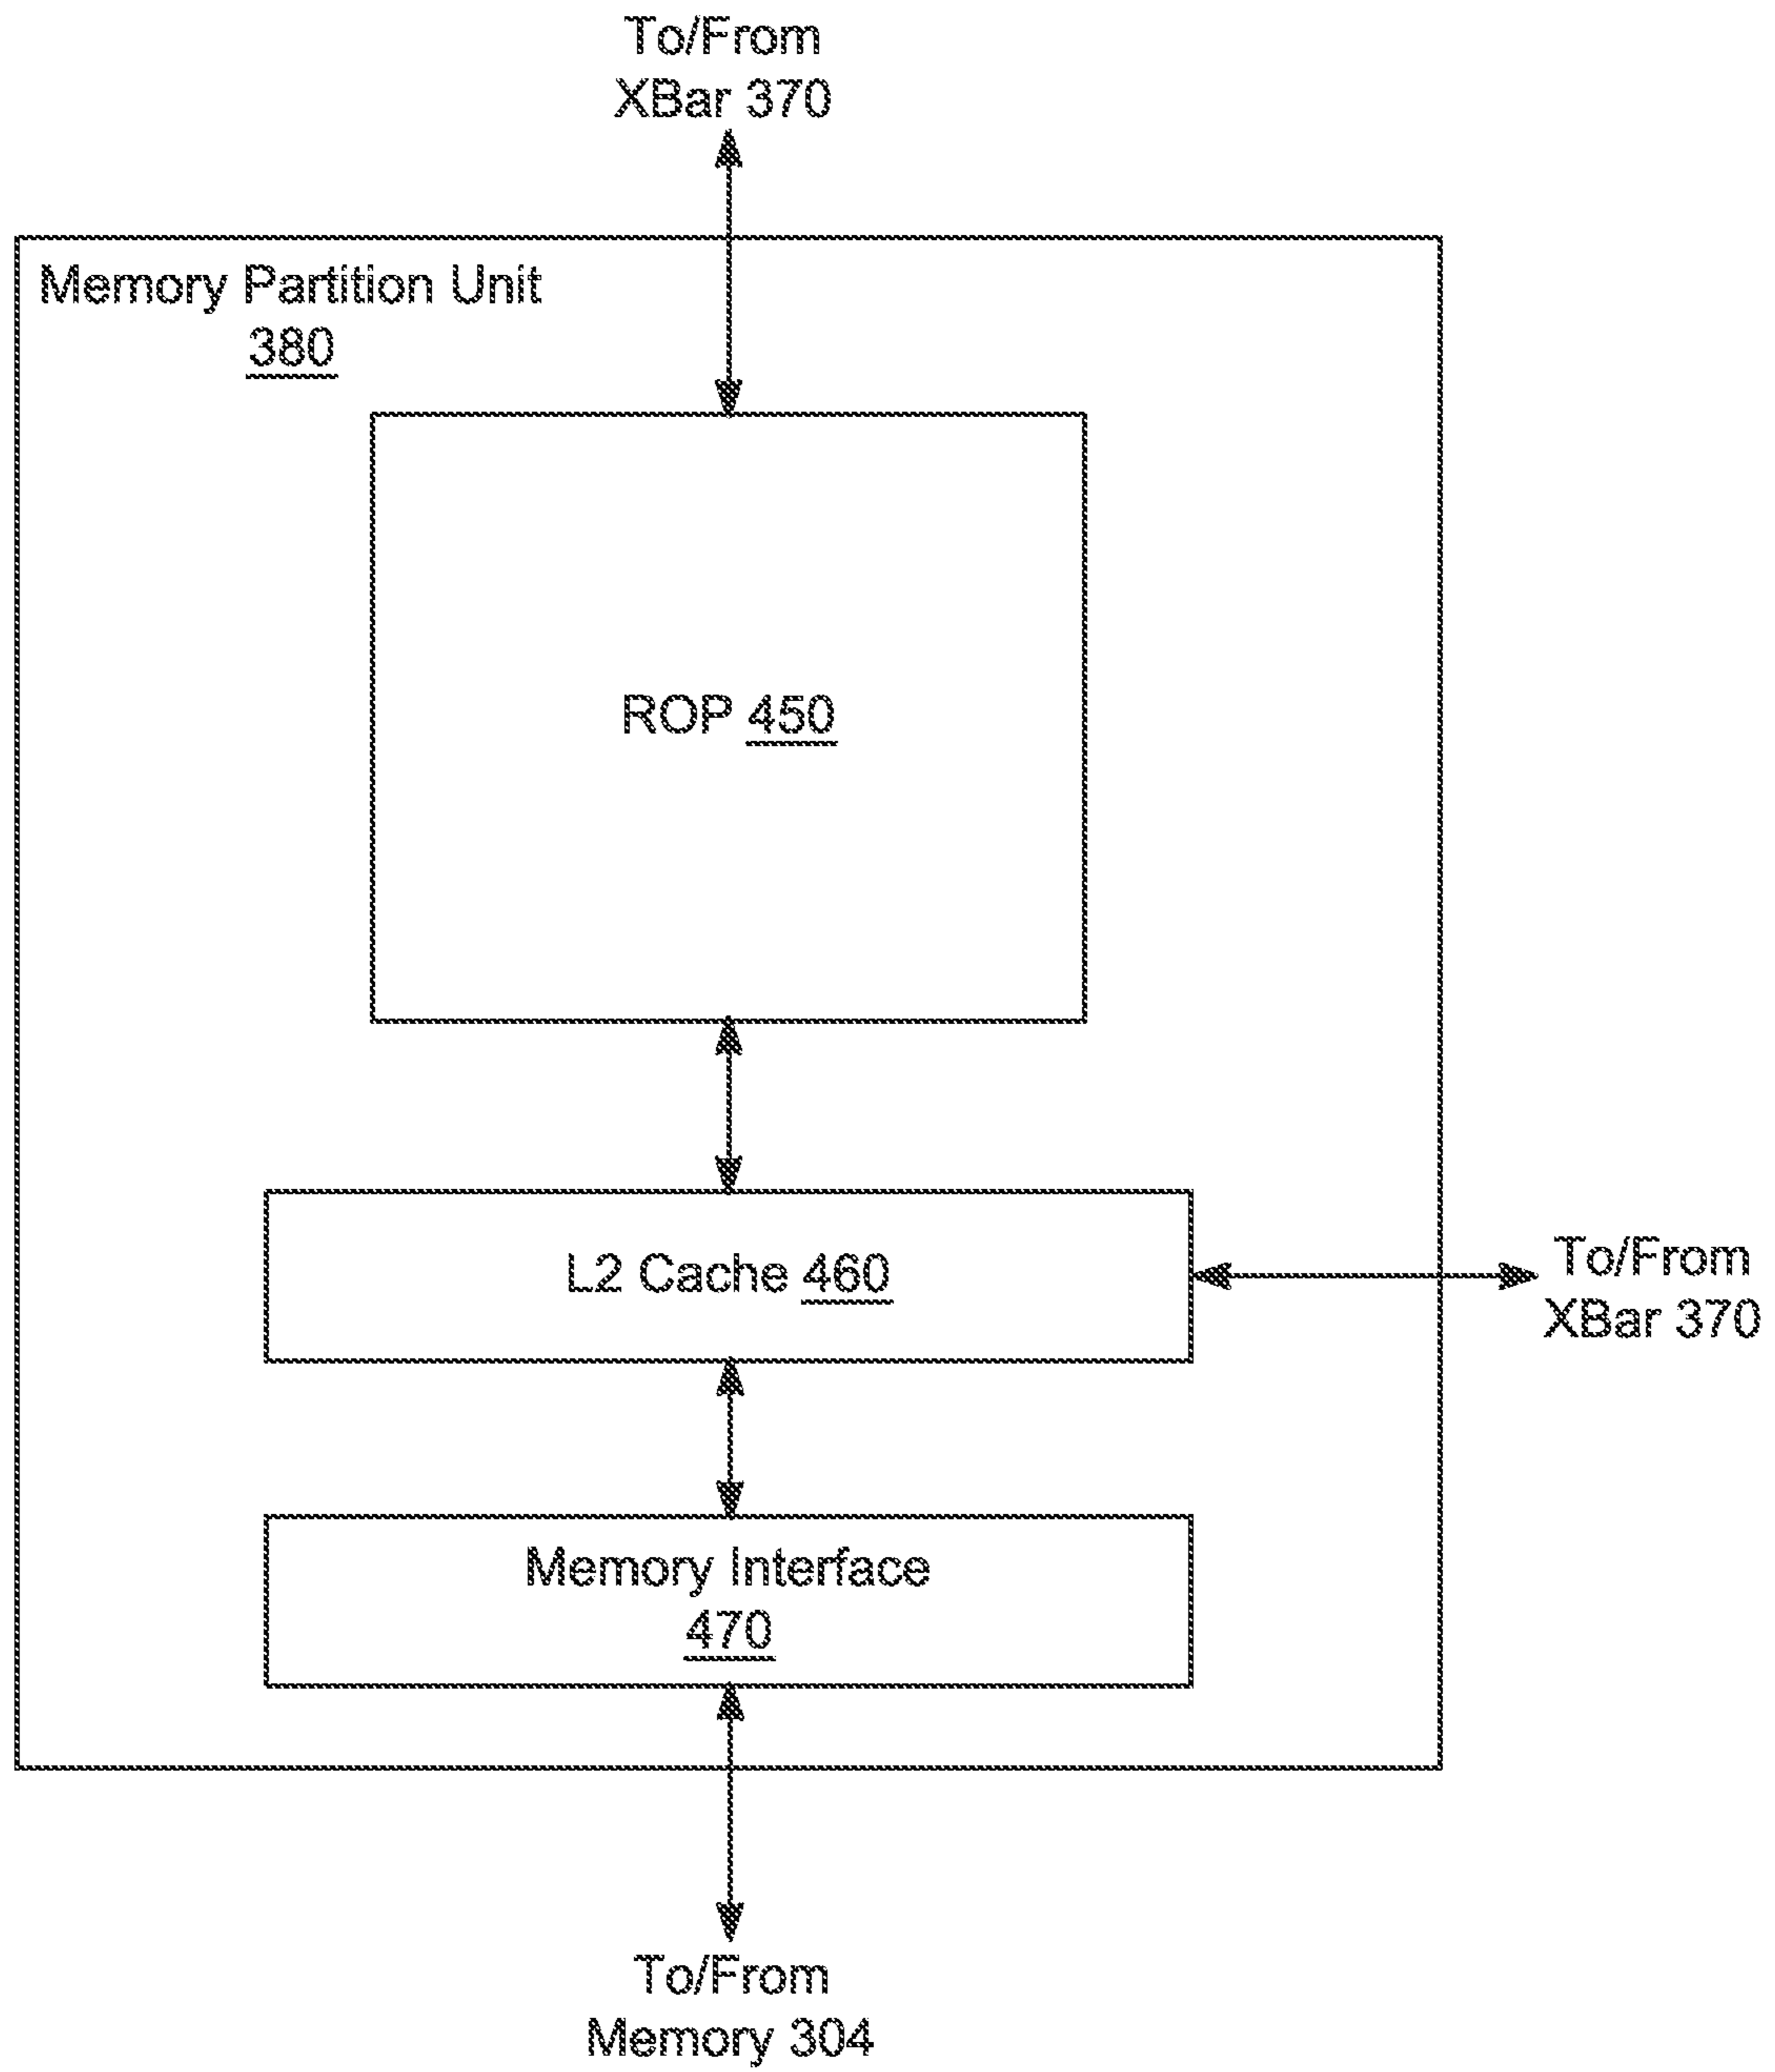 To/From
XBar 370
Memory Partition Unit
380
ROP 450
L2 Cache 460
To/From
XBar 370
Memory Interface
470
To/From
Memory 304